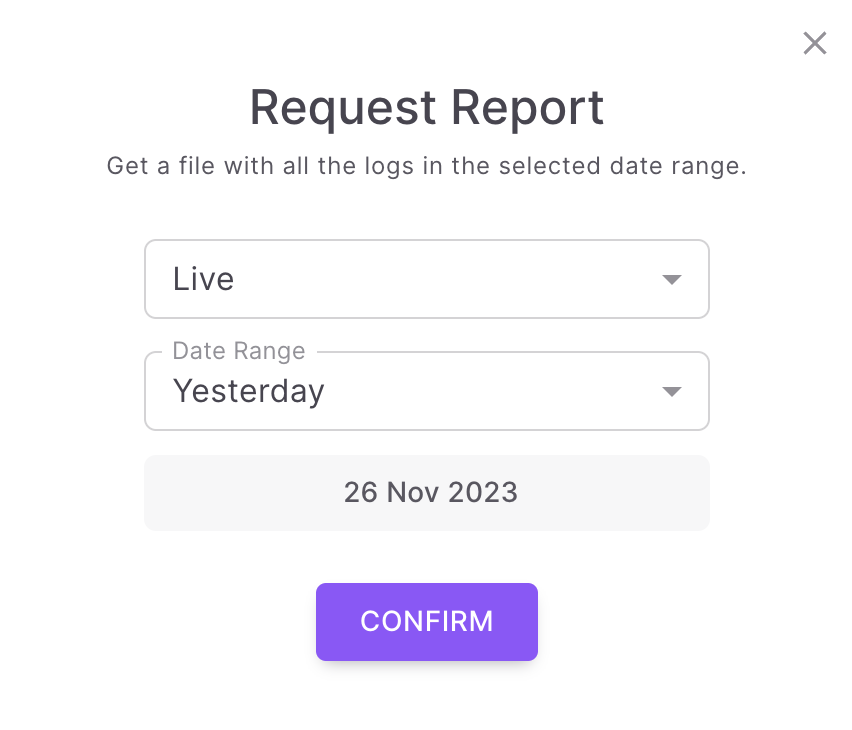 Request Report
Get a file with all the logs in the selected date range.
Live
Date Range
Yesterday
26 Nov 2023
CONFIRM